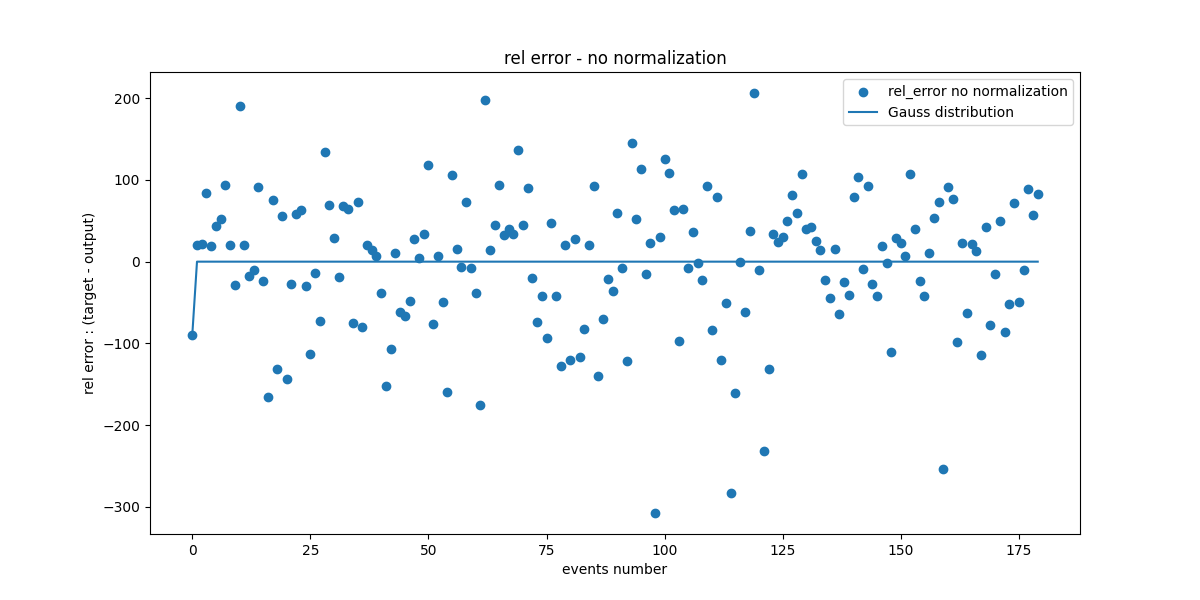 rel error - no normalization
rel_error no normalization
Gauss distribution
rel error : (target - output)
200
100
0
−100
−200
−300
0
25
50
75
100
125
150
175
events number